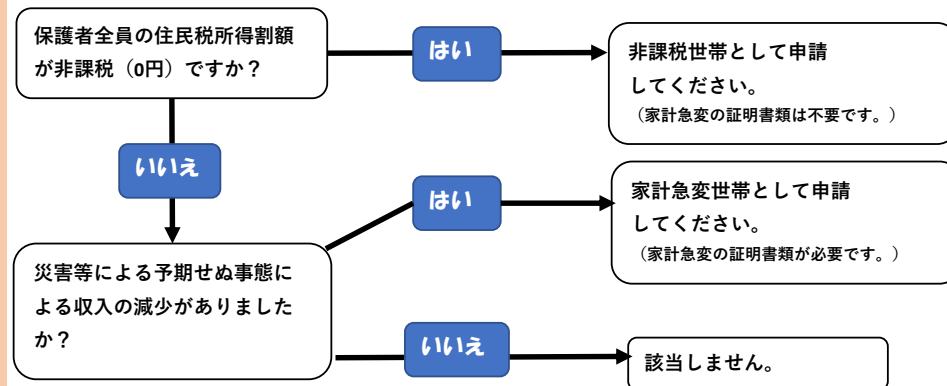 保護者全員の住民税所得割額
が非課税（0円）ですか？
はい
非課税世帯として申請
してください。
（家計急変の証明書類は不要です。）
いいえ
はい
家計急変世帯として申請
してください。
（家計急変の証明書類が必要です。）
災害等による予期せぬ事態に
よる収入の減少がありました
か？
いいえ
該当しません。